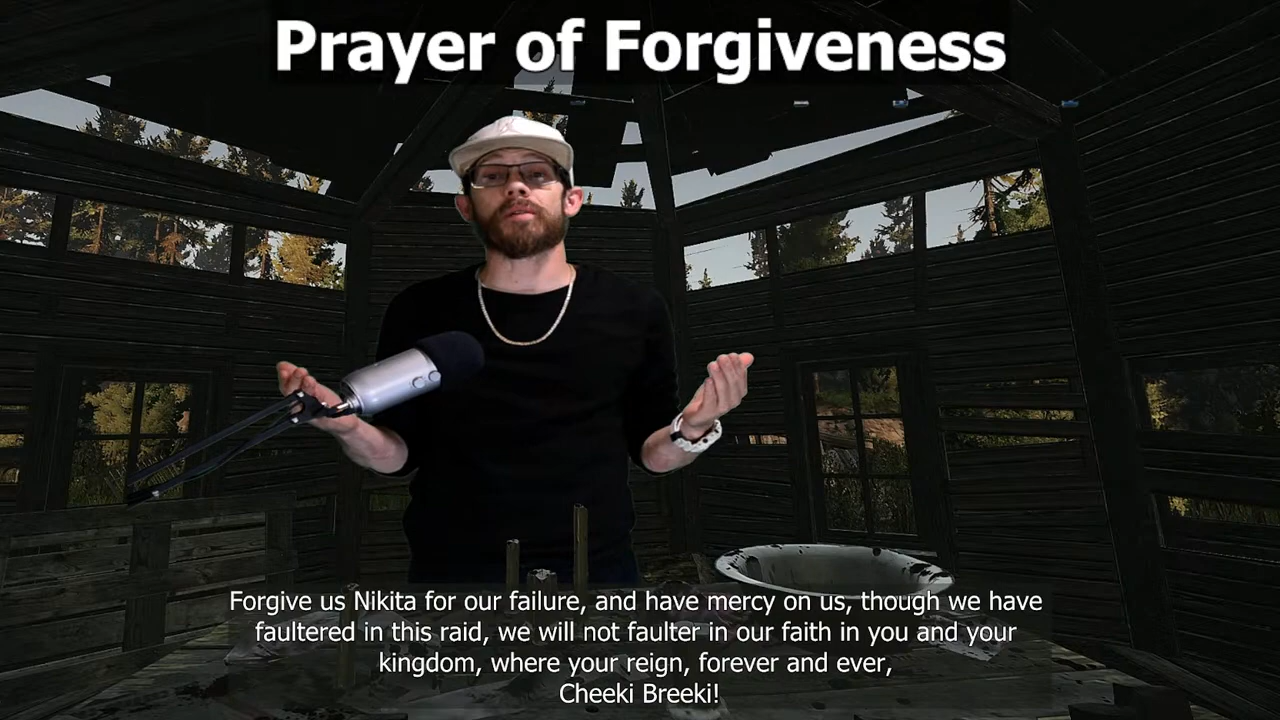 Prayer of Forgiveness
Forgive us Nikita for our failure, and have mercy on us, though we have
faultered in this raid, we will not faulter in our faith in you and your
kingdom, where your reign, forever and ever,
Cheeki Breeki!